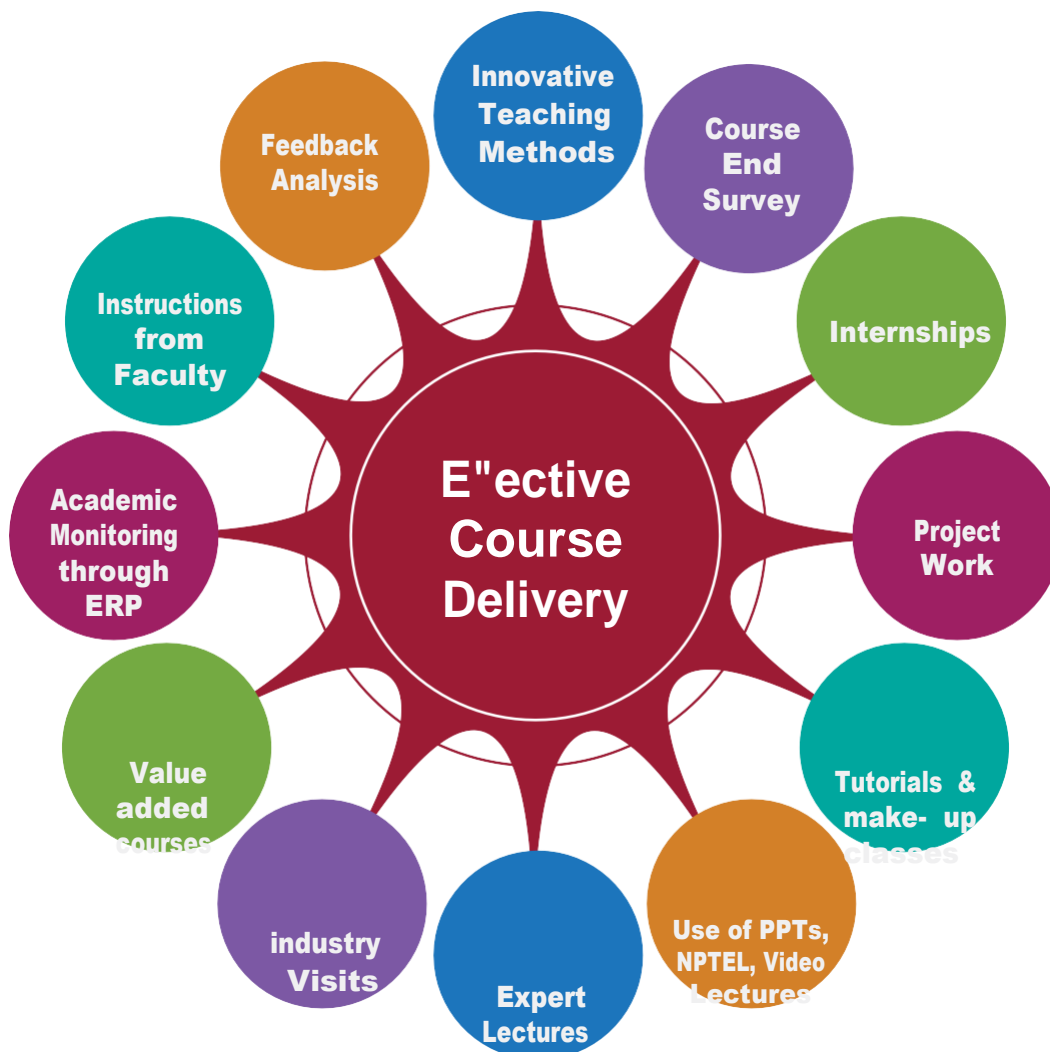 Innovative
Teaching
Methods
Course
End
Survey
Internships
Project
Work
Tutorials & 
make- up
classes
Use of PPTs,
NPTEL, Video
Lectures
Expert
Lectures
industry
Visits
Value
added
courses
Academic
Monitoring
through
ERP
Instructions
from
Faculty
Feedback
Analysis
E"ective
Course
Delivery